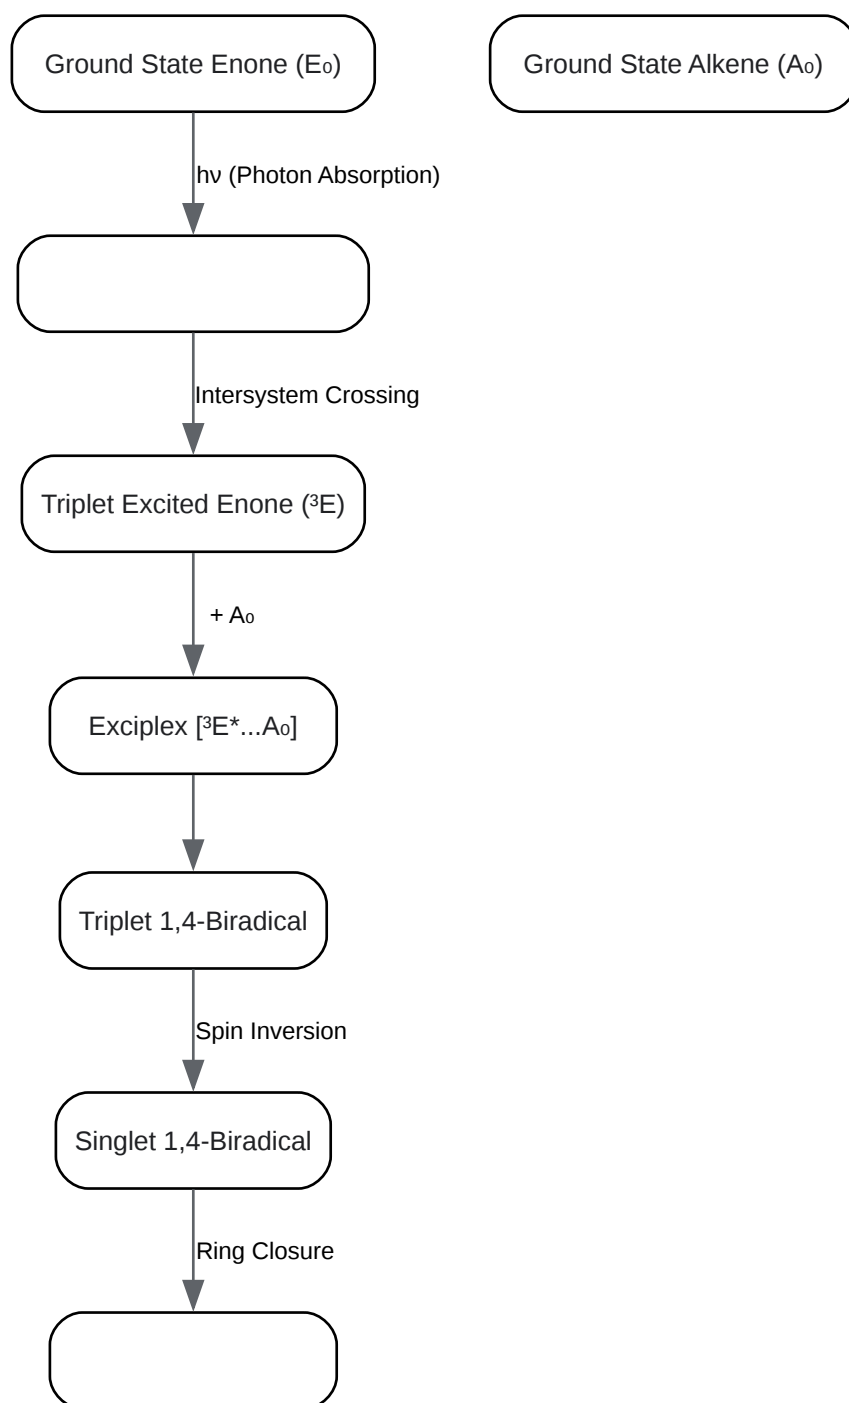 Ground State Enone (E₀)
Ground State Alkene (A₀)
hν (Photon Absorption)
Intersystem Crossing
Triplet Excited Enone (³E)
+ A₀
Exciplex [³E*...A₀]
Triplet 1,4-Biradical
Spin Inversion
Singlet 1,4-Biradical
Ring Closure